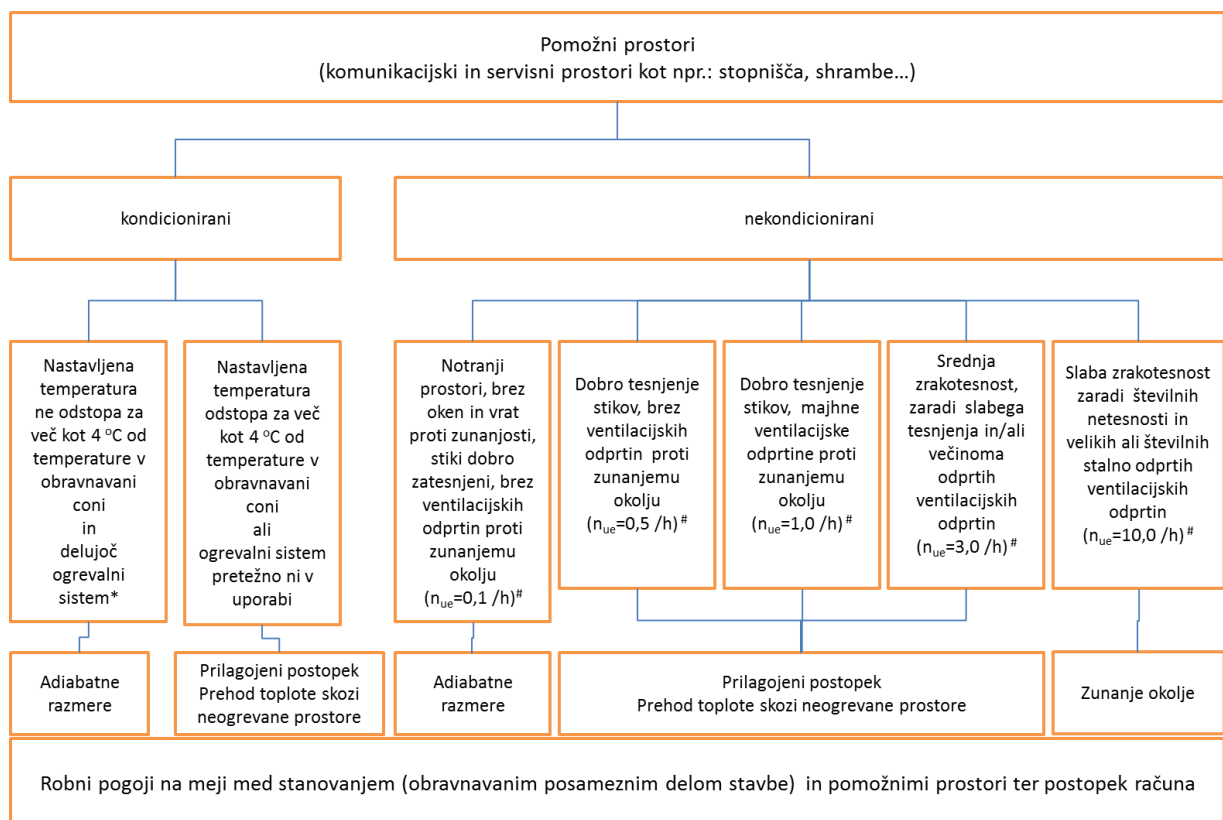 Pomožni prostori
(komunikacijski in servisni prostori kot npr.: stopnišča, shrambe...)
kondicionirani
nekondicionirani
Nastavljena
temperatura
ne odstopa za
več kot 4 °C od
temperature v
obravnavani
coni
in
delujoč
ogrevalni
sistem*
Nastavljena
temperatura
odstopa za več
kot 4 °C od
temperature v
obravnavani
coni
ali
ogrevalni sistem
pretežno ni v
uporabi
Notranji
prostori, brez
oken in vrat
proti zunanjosti,
stiki dobro
zatesnjeni, brez
ventilacijskih
odprtin proti
zunanjemu
okolju
(nue=0,1 /h)#
Dobro tesnjenje
stikov, brez
ventilacijskih
odprtin proti
zunanjemu
okolju
(nue=0,5 /h)#
Dobro tesnjenje
stikov, majhne
ventilacijske
odprtine proti
zunanjemu
okolju
(nue=1,0 /h)#
Srednja
zrakotesnost,
zaradi slabega
tesnjenja in/ali
večinoma
odprtih
ventilacijskih
odprtin
(nue=3,0 /h)#
Slaba zrakotesnost
zaradi številnih
netesnosti in
velikih ali številnih
stalno odprtih
ventilacijskih
odprtin
(nue=10,0 /h)#
Adiabatne
razmere
Prilagojeni postopek
Prehod toplote skozi
neogrevane prostore
Adiabatne
razmere
Prilagojeni postopek
Prehod toplote skozi neogrevane prostore
Zunanje okolje
Robni pogoji na meji med stanovanjem (obravnavanim posameznim delom stavbe) in pomožnimi prostori ter postopek računa